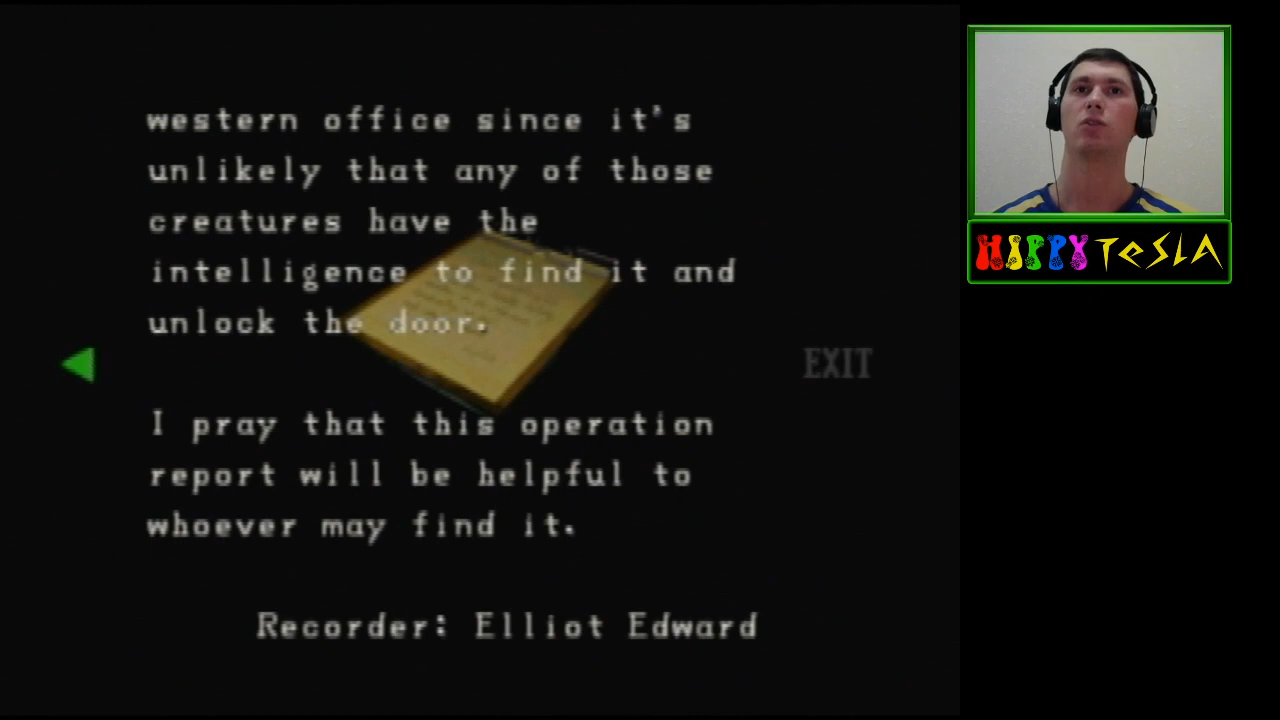 western office since it's
unlikely that any of those
creatures have the
intelligence to find it and
unlock the door.
EXIT
I pray that this operation
report will be helpful to
whoever may find it.
Recorder: Elliot Edward
HIPPY TeSLA